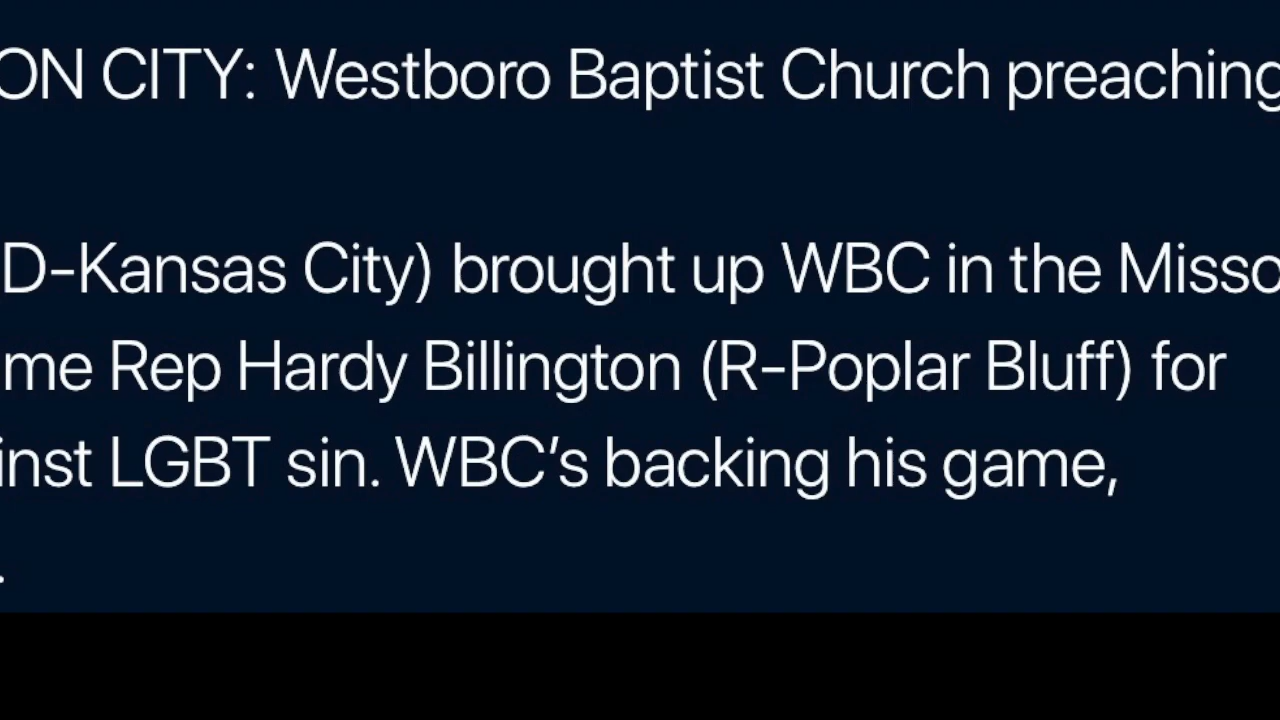 ON CITY: Westboro Baptist Church preaching
D-Kansas City) brought up WBC in the Misso
me Rep Hardy Billington (R-Poplar Bluff) for
inst LGBT sin. WBC’s backing his game,
.